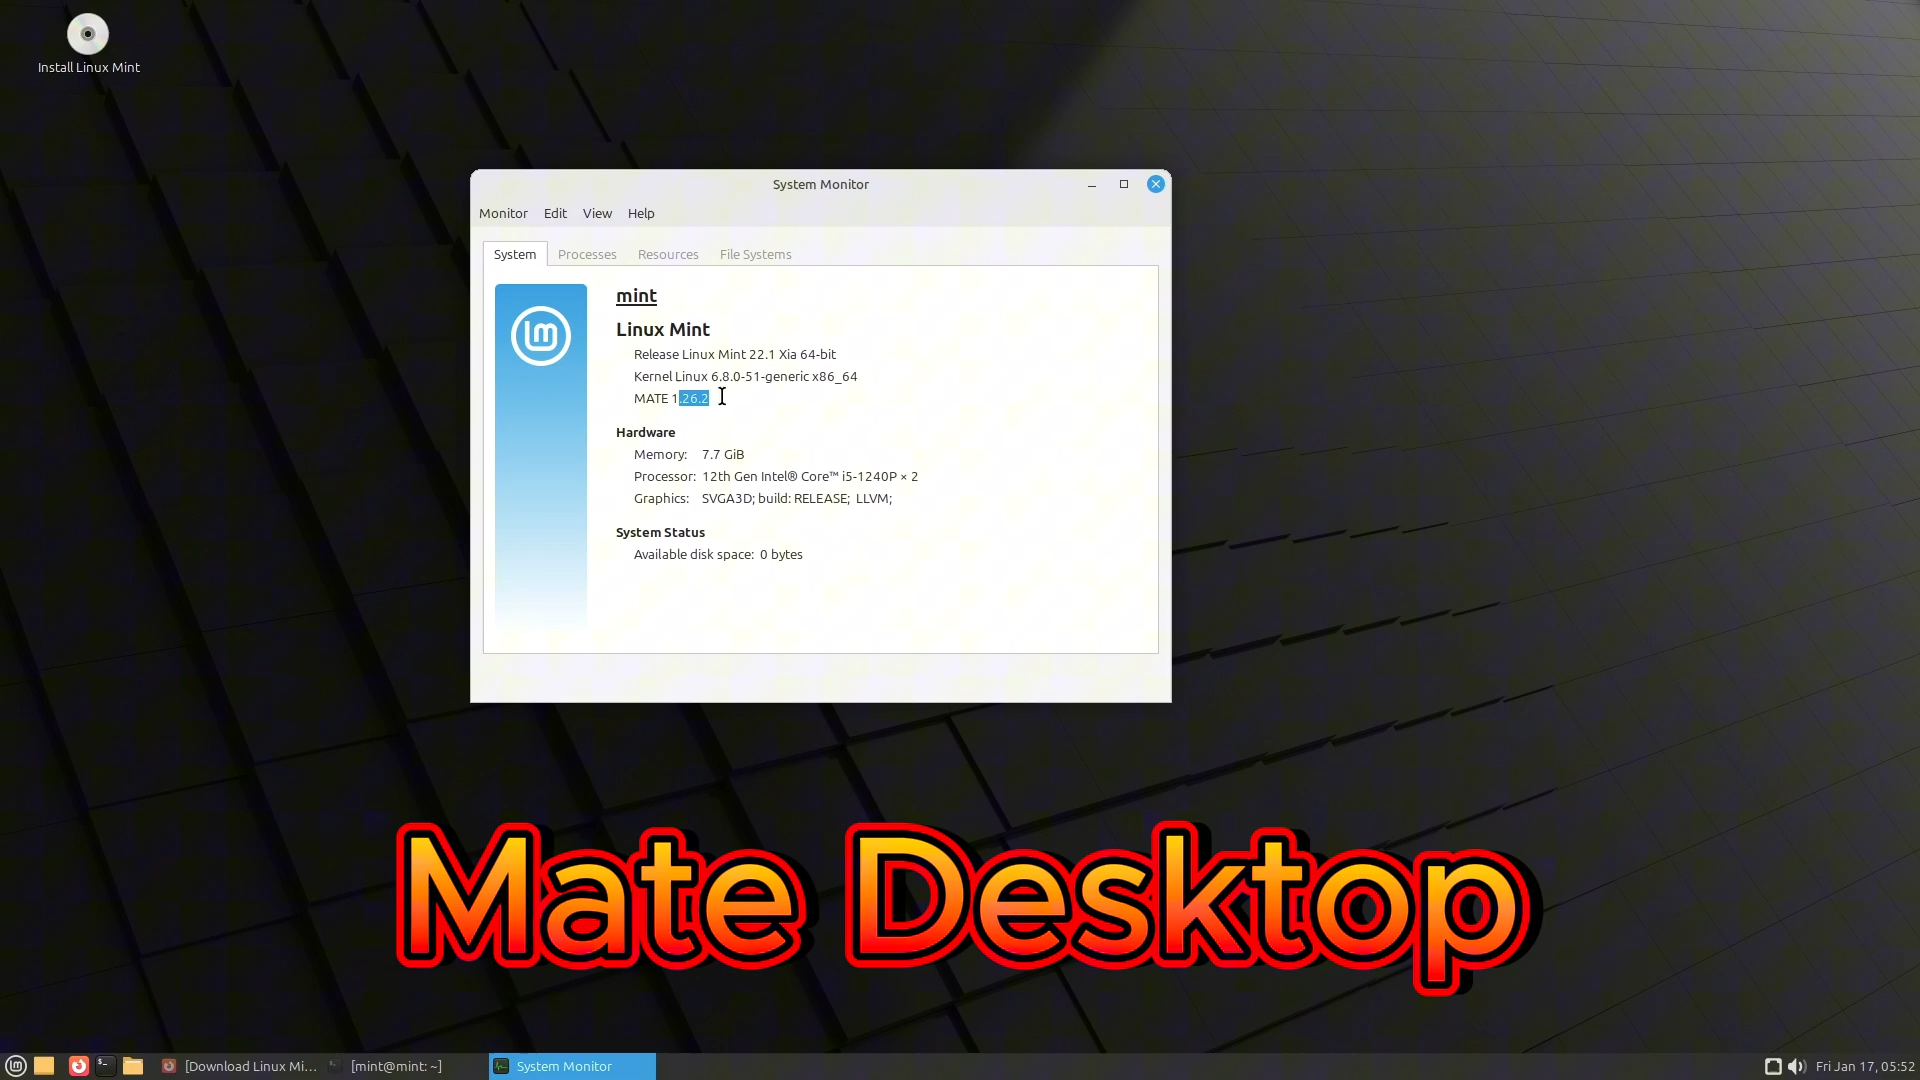 Install Linux Mint
System Monitor
Monitor Edit View Help
System Processes Resources File Systems
mint
Linux Mint
Release Linux Mint 22.1 Xia 64-bit
Kernel Linux 6.8.0-51-generic x86_64
MATE 1.26.2
Hardware
Memory: 7.7 GiB
Processor: 12th Gen Intel® Core™ i5-1240P × 2
Graphics: SVGA3D; build: RELEASE; LLVM;
System Status
Available disk space: 0 bytes
Mate Desktop
[Download Linux Mi... [mint@mint: ~] System Monitor Fri Jan 17, 05:52